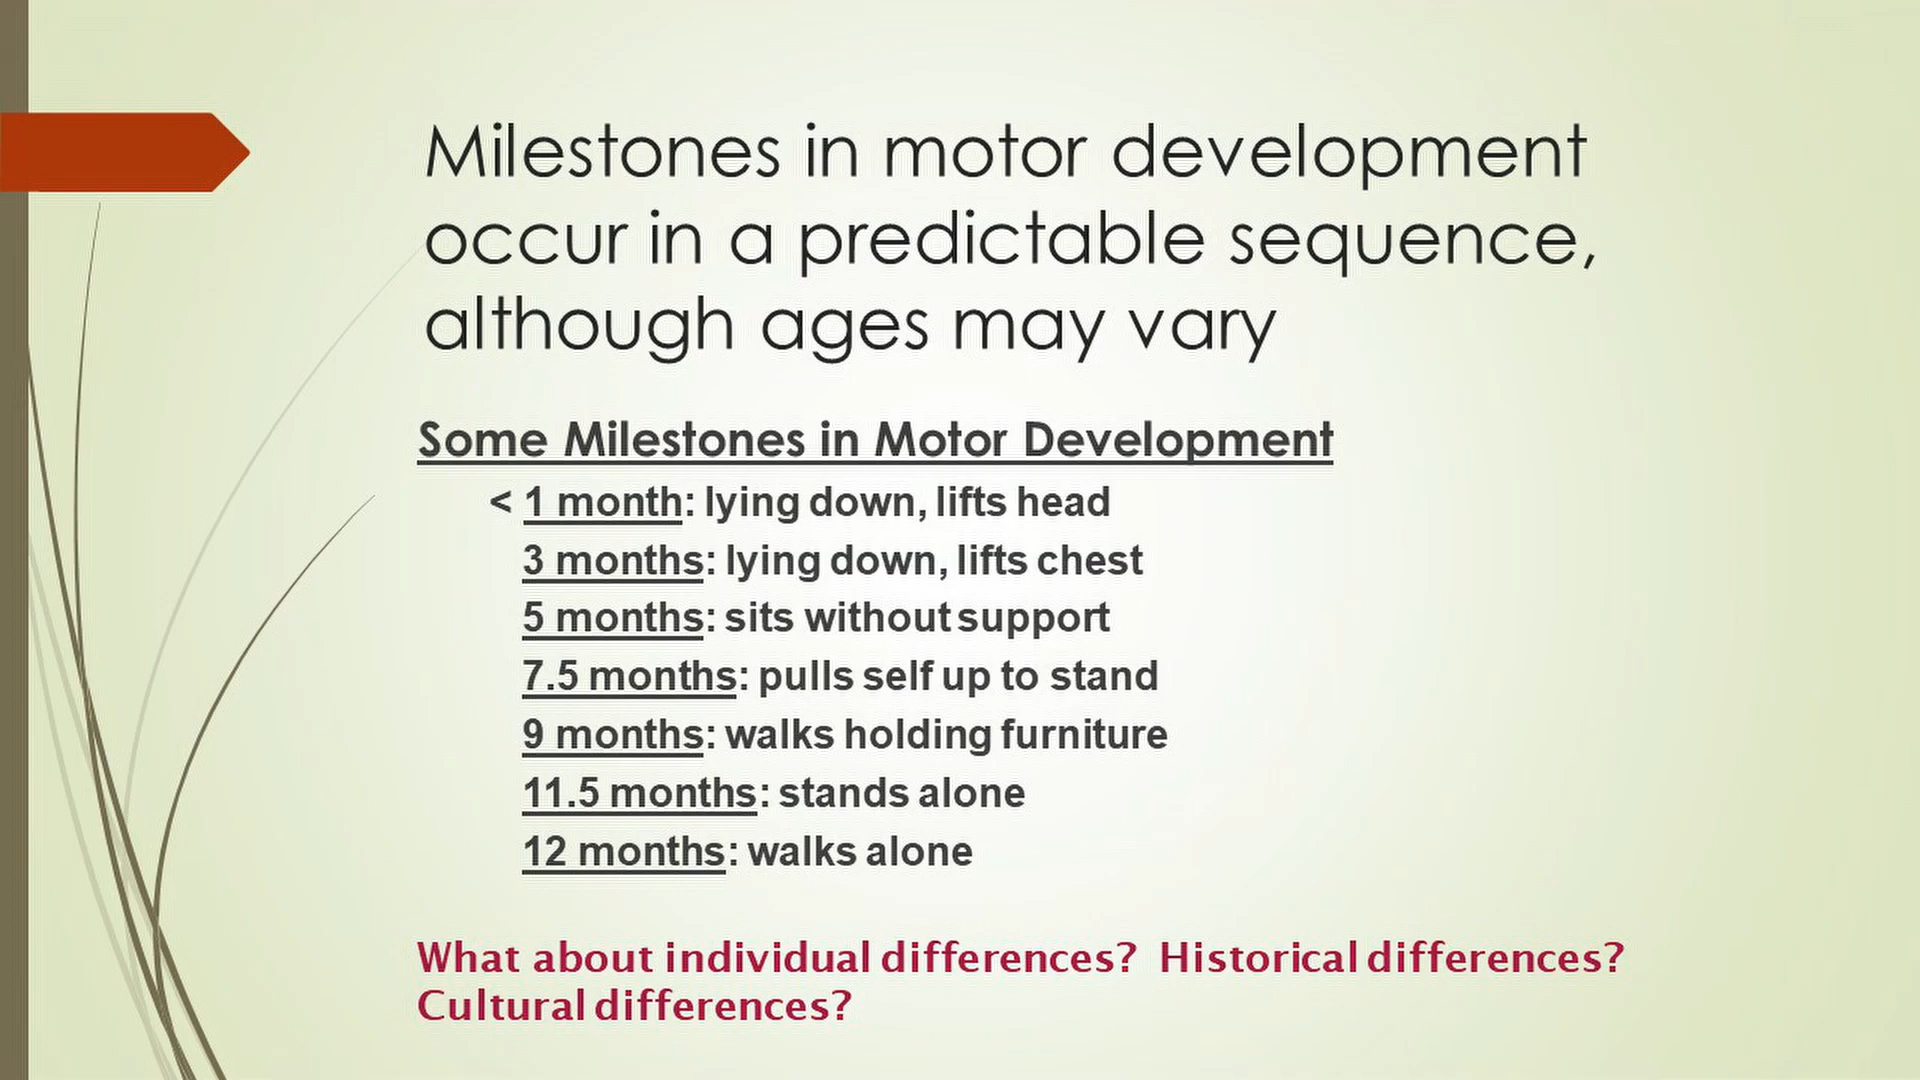 Milestones in motor development
occur in a predictable sequence,
although ages may vary
Some Milestones in Motor Development
< 1 month: lying down, lifts head
3 months: lying down, lifts chest
5 months: sits without support
7.5 months: pulls self up to stand
9 months: walks holding furniture
11.5 months: stands alone
12 months: walks alone
What about individual differences? Historical differences?
Cultural differences?